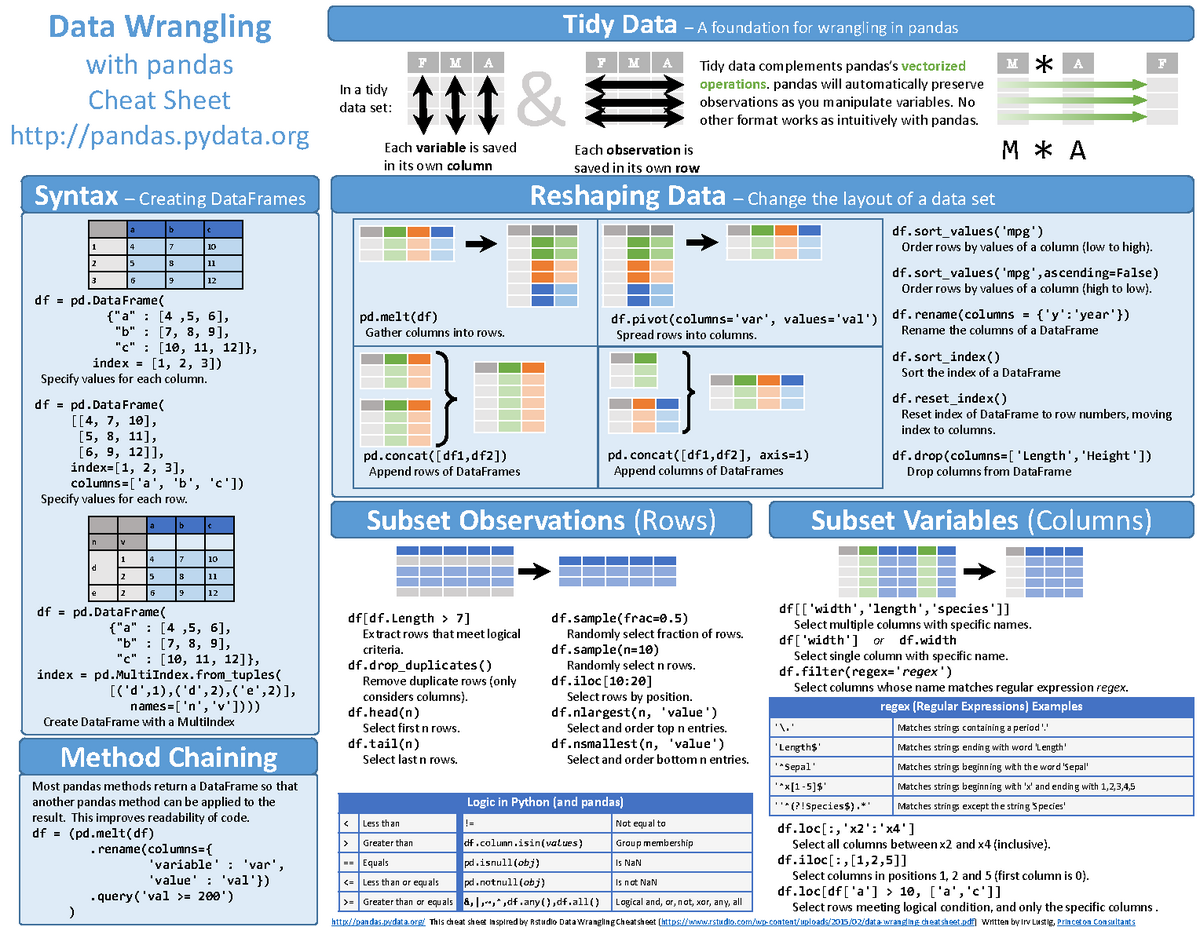 Data Wrangling
with pandas
Cheat Sheet
http://pandas.pydata.org
Tidy Data – A foundation for wrangling in pandas
In a tidy
data set:
F M A
&
F M A
Each variable is saved
in its own column
Each observation is
saved in its own row
Tidy data complements pandas's vectorized
operations. pandas will automatically preserve
observations as you manipulate variables. No
other format works as intuitively with pandas.
M * A F
M * A
Syntax – Creating DataFrames
a b c
1 4 7 10
2 5 8 11
3 6 9 12
df = pd.DataFrame(
{"a" : [4 ,5, 6],
"b" : [7, 8, 9],
"c" : [10, 11, 12]},
index = [1, 2, 3])
Specify values for each column.
df = pd.DataFrame(
[[4, 7, 10],
[5, 8, 11],
[6, 9, 12]],
index=[1, 2, 3],
columns=['a', 'b', 'c'])
Specify values for each row.
a b c
n v
d 1 4 7 10
2 5 8 11
e 2 6 9 12
df = pd.DataFrame(
{"a" : [4 ,5, 6],
"b" : [7, 8, 9],
"c" : [10, 11, 12]},
index = pd.MultiIndex.from_tuples(
[('d',1),('d',2),('e',2)],
names=['n','v'])))
Create DataFrame with a MultiIndex
Method Chaining
Most pandas methods return a DataFrame so that
another pandas method can be applied to the
result. This improves readability of code.
df = (pd.melt(df)
.rename(columns={
'variable' : 'var',
'value' : 'val'})
.query('val >= 200')
)
Reshaping Data – Change the layout of a data set
pd.melt(df)
Gather columns into rows.
df.pivot(columns='var', values='val')
Spread rows into columns.
pd.concat([df1,df2])
Append rows of DataFrames
pd.concat([df1,df2], axis=1)
Append columns of DataFrames
df.sort_values('mpg')
Order rows by values of a column (low to high).
df.sort_values('mpg',ascending=False)
Order rows by values of a column (high to low).
df.rename(columns = {'y':'year'})
Rename the columns of a DataFrame
df.sort_index()
Sort the index of a DataFrame
df.reset_index()
Reset index of DataFrame to row numbers, moving
index to columns.
df.drop(columns=['Length','Height'])
Drop columns from DataFrame
Subset Observations (Rows)
df[df.Length > 7]
Extract rows that meet logical
criteria.
df.drop_duplicates()
Remove duplicate rows (only
considers columns).
df.head(n)
Select first n rows.
df.tail(n)
Select last n rows.
df.sample(frac=0.5)
Randomly select fraction of rows.
df.sample(n=10)
Randomly select n rows.
df.iloc[10:20]
Select rows by position.
df.nlargest(n, 'value')
Select and order top n entries.
df.nsmallest(n, 'value')
Select and order bottom n entries.
Logic in Python (and pandas)
< Less than != Not equal to
> Greater than df.column.isin(values) Group membership
== Equals pd.isnull(obj) Is NaN
<= Less than or equals pd.notnull(obj) Is not NaN
>= Greater than or equals &,|,~,^,df.any(),df.all() Logical and, or, not, xor, any, all
Subset Variables (Columns)
df[['width','length','species']]
Select multiple columns with specific names.
df['width'] or df.width
Select single column with specific name.
df.filter(regex='regex')
Select columns whose name matches regular expression regex.
regex (Regular Expressions) Examples
'\.' Matches strings containing a period '.'
'Length$' Matches strings ending with word 'Length'
'^Sepal' Matches strings beginning with the word 'Sepal'
'^x[1-5]$' Matches strings beginning with 'x' and ending with 1,2,3,4,5
''^(?!Species$).*' Matches strings except the string 'Species'
df.loc[:,'x2':'x4']
Select all columns between x2 and x4 (inclusive).
df.iloc[:,[1,2,5]]
Select columns in positions 1, 2 and 5 (first column is 0).
df.loc[df['a'] > 10, ['a','c']]
Select rows meeting logical condition, and only the specific columns .
http://pandas.pydata.org/ This cheat sheet inspired by Rstudio Data Wrangling Cheatsheet (https://www.rstudio.com/wp-content/uploads/2015/02/data-wrangling-cheatsheet.pdf) Written by Irv Lustig, Princeton Consultants